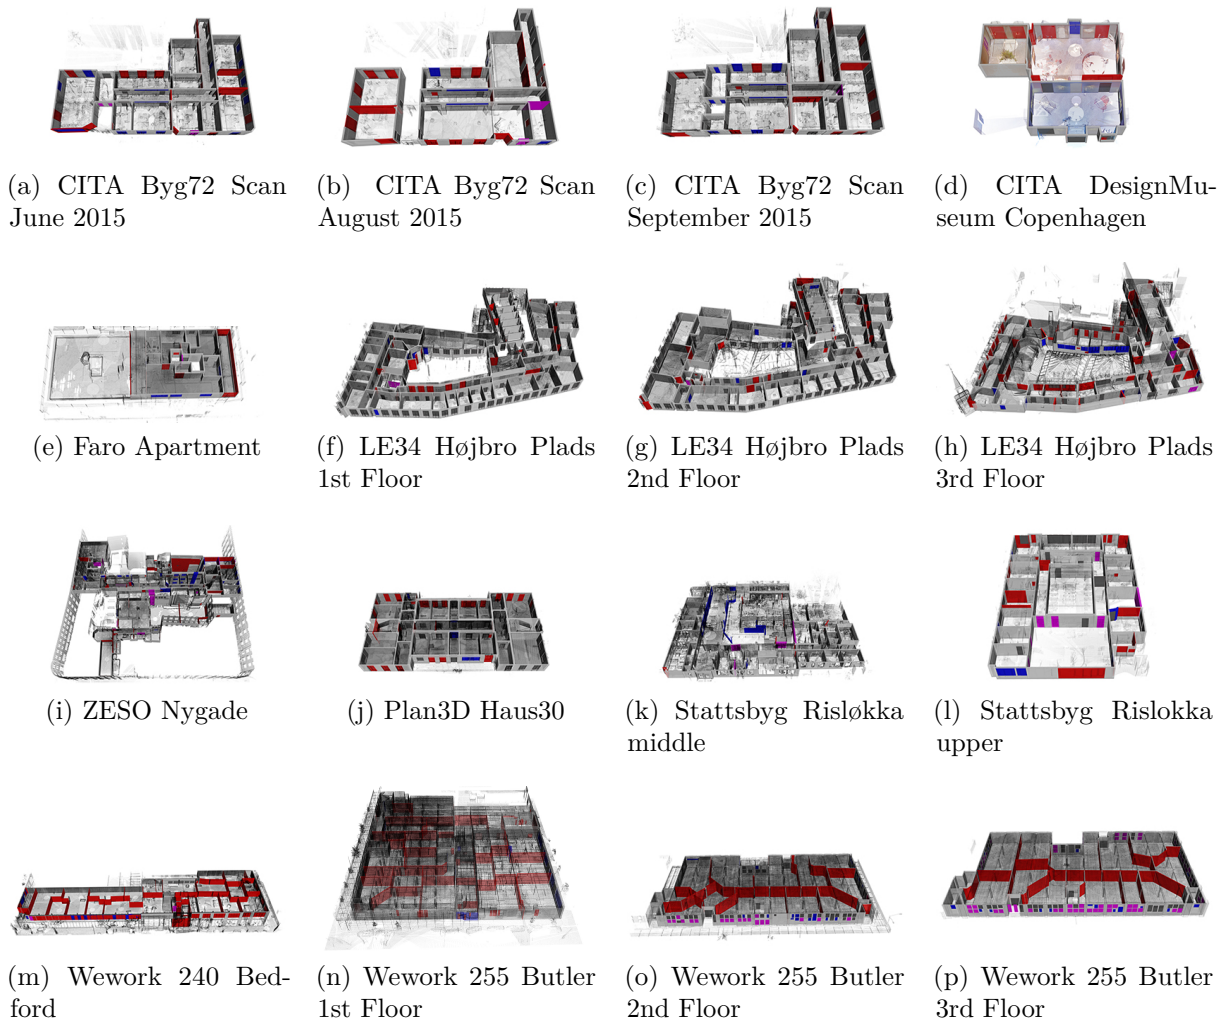 (a) CITA Byg72 Scan
June 2015
(b) CITA Byg72 Scan
August 2015
(c) CITA Byg72 Scan
September 2015
(d) CITA DesignMu-
seum Copenhagen
(e) Faro Apartment
(f) LE34 Højbro Plads
1st Floor
(g) LE34 Højbro Plads
2nd Floor
(h) LE34 Højbro Plads
3rd Floor
(i) ZESO Nygade
(j) Plan3D Haus30
(k) Stattsbyg Risløkka
middle
(l) Stattsbyg Rislokka
upper
(m) Wework 240 Bed-
ford
(n) Wework 255 Butler
1st Floor
(o) Wework 255 Butler
2nd Floor
(p) Wework 255 Butler
3rd Floor